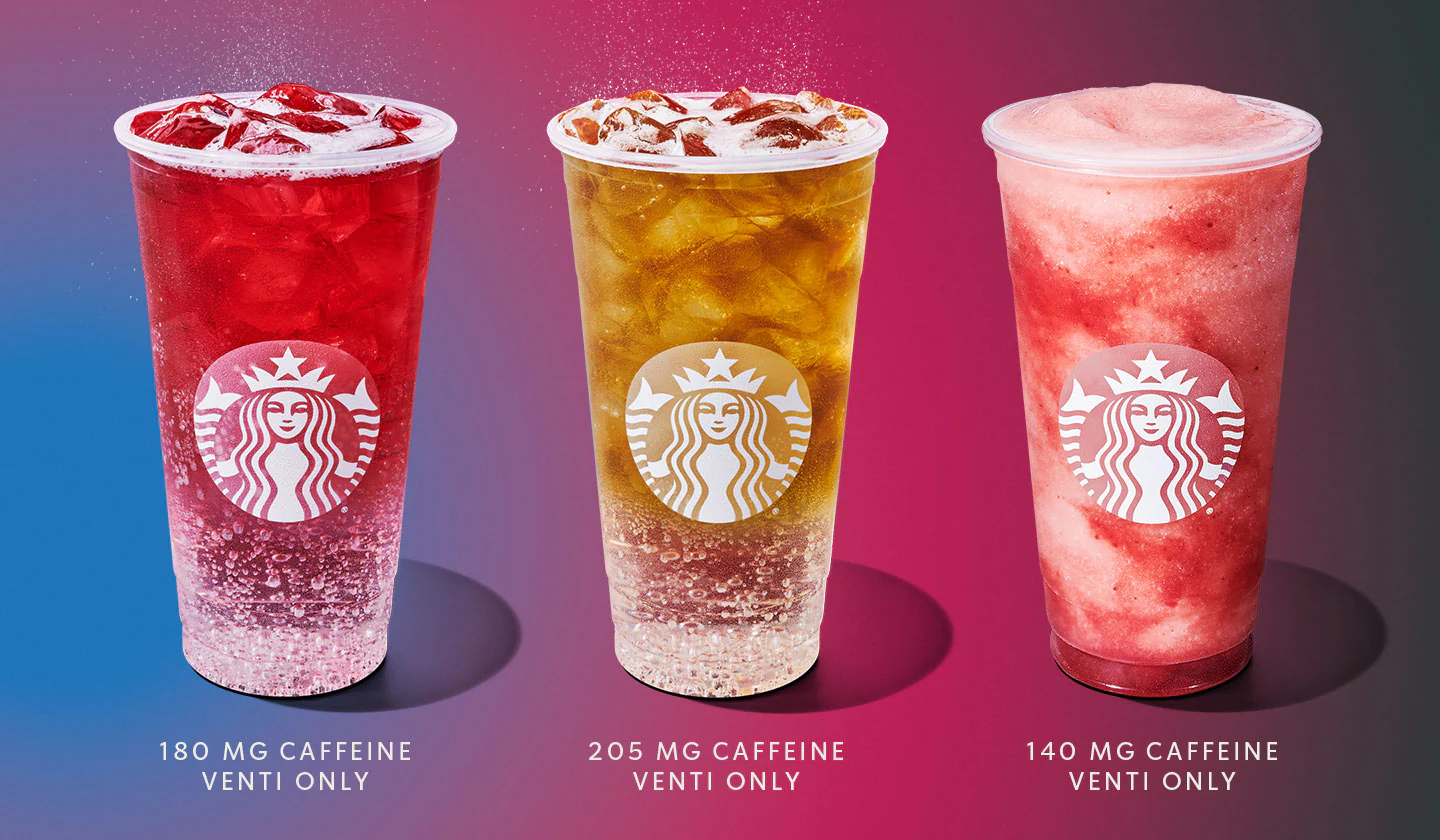 180 MG CAFFEINE
VENTI ONLY
205 MG CAFFEINE
VENTI ONLY
140 MG CAFFEINE
VENTI ONLY